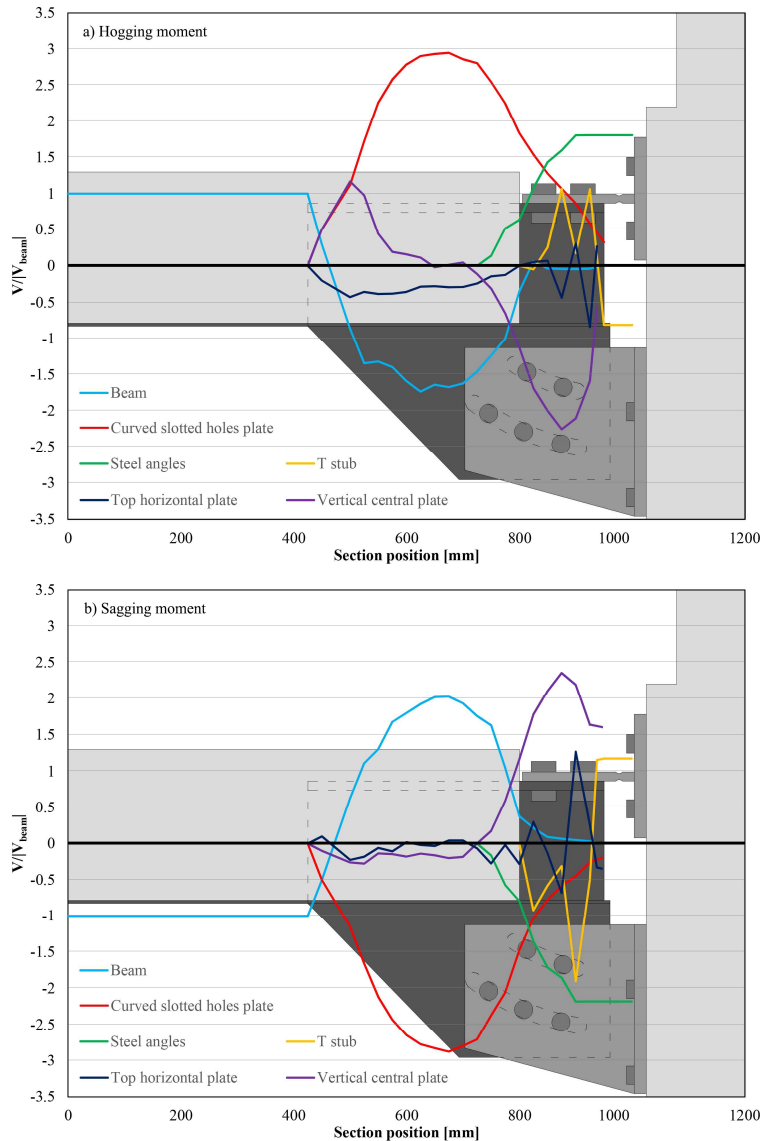 3.5
a) Hogging moment
3
2.5
2
1.5
1
0.5
0
-0.5
-1
-1.5
-2
-2.5
-3
-3.5
V/|Vbeam|
Beam
Curved slotted holes plate
Steel angles T stub
Top horizontal plate Vertical central plate
0 200 400 600 800 1000 1200
Section position [mm]
3.5
b) Sagging moment
3
2.5
2
1.5
1
0.5
0
-0.5
-1
-1.5
-2
-2.5
-3
-3.5
V/|Vbeam|
Beam
Curved slotted holes plate
Steel angles T stub
Top horizontal plate Vertical central plate
0 200 400 600 800 1000 1200
Section position [mm]